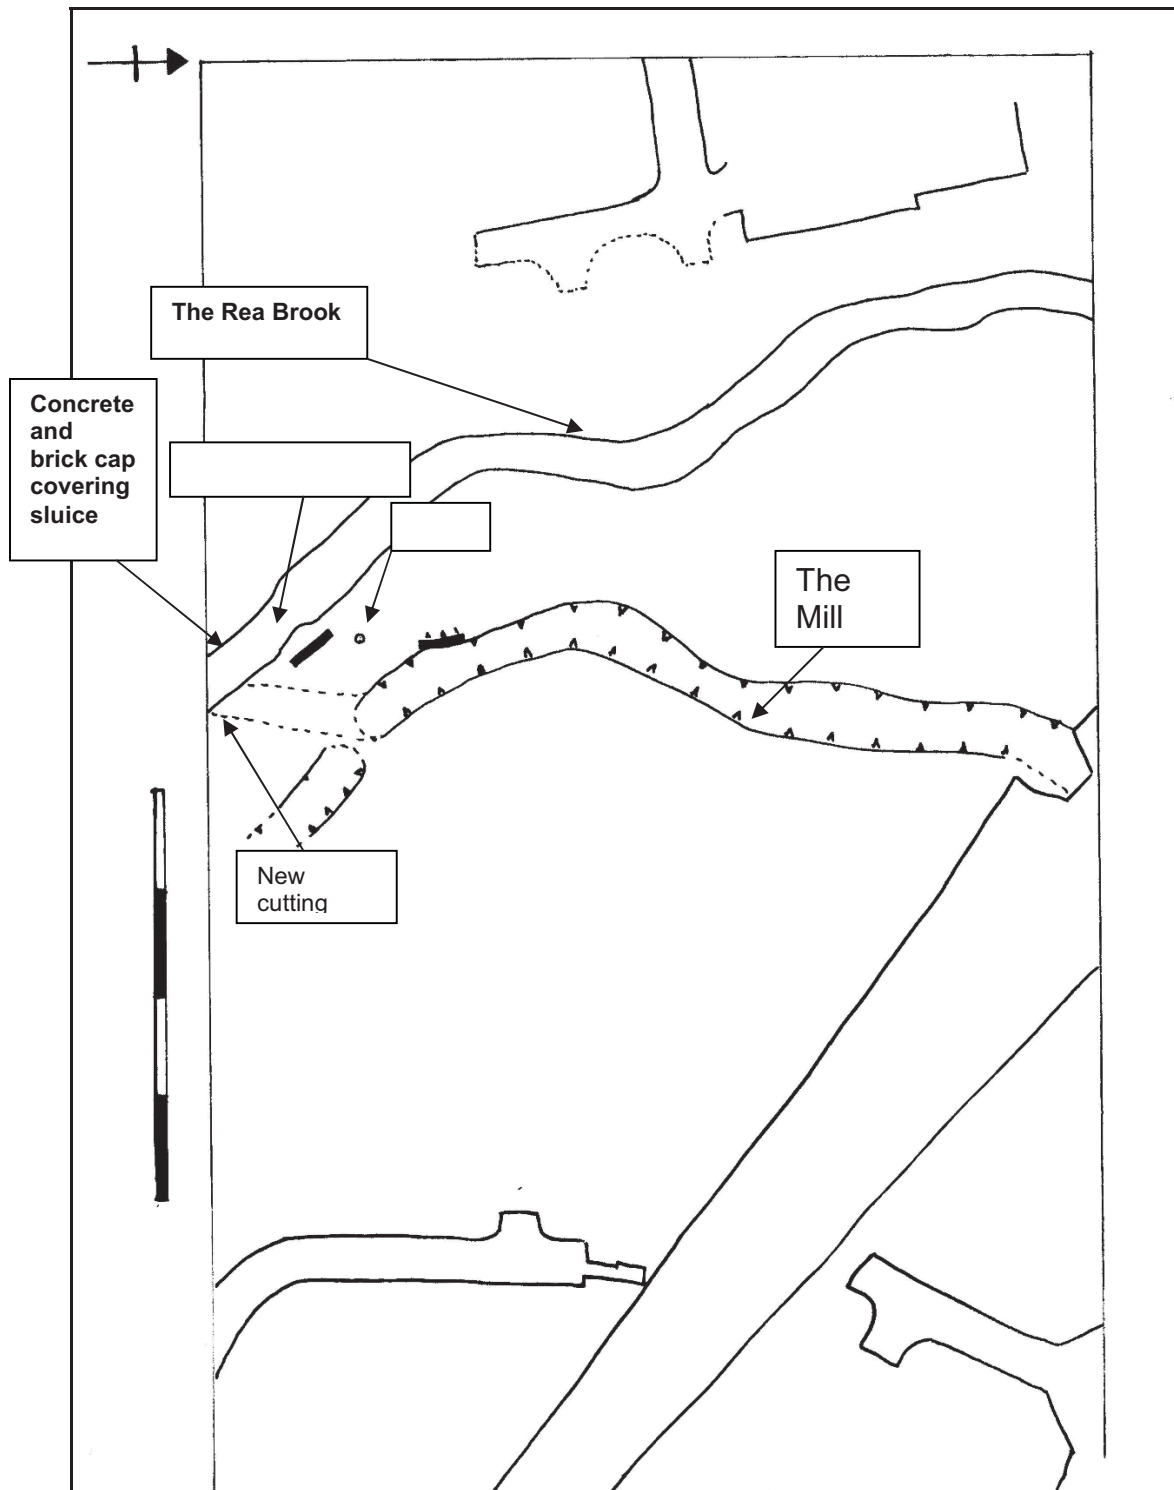 The Rea Brook
Concrete
and
brick cap
covering
sluice
The
Mill
New
cutting